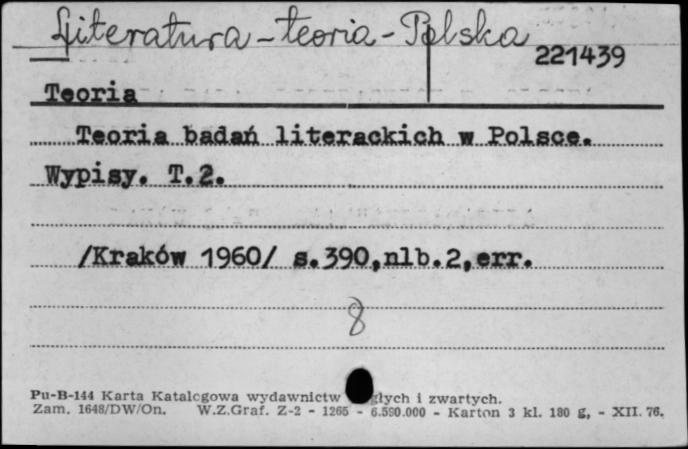 Literatura - teoria - Polska
221439
Teoria
Teoria badań literackich w Polsce.
Wypisy. T.2.
/Kraków 1960/ s.390,nlb.2,err.
8
Pu-B-144 Karta Katalogowa wydawnictw głych i zwartych.
Zam. 1648/DW/On. W.Z.Graf. Z-2 - 1265 - 6.590.000 - Karton 3 kl. 180 g, - XII. 76.